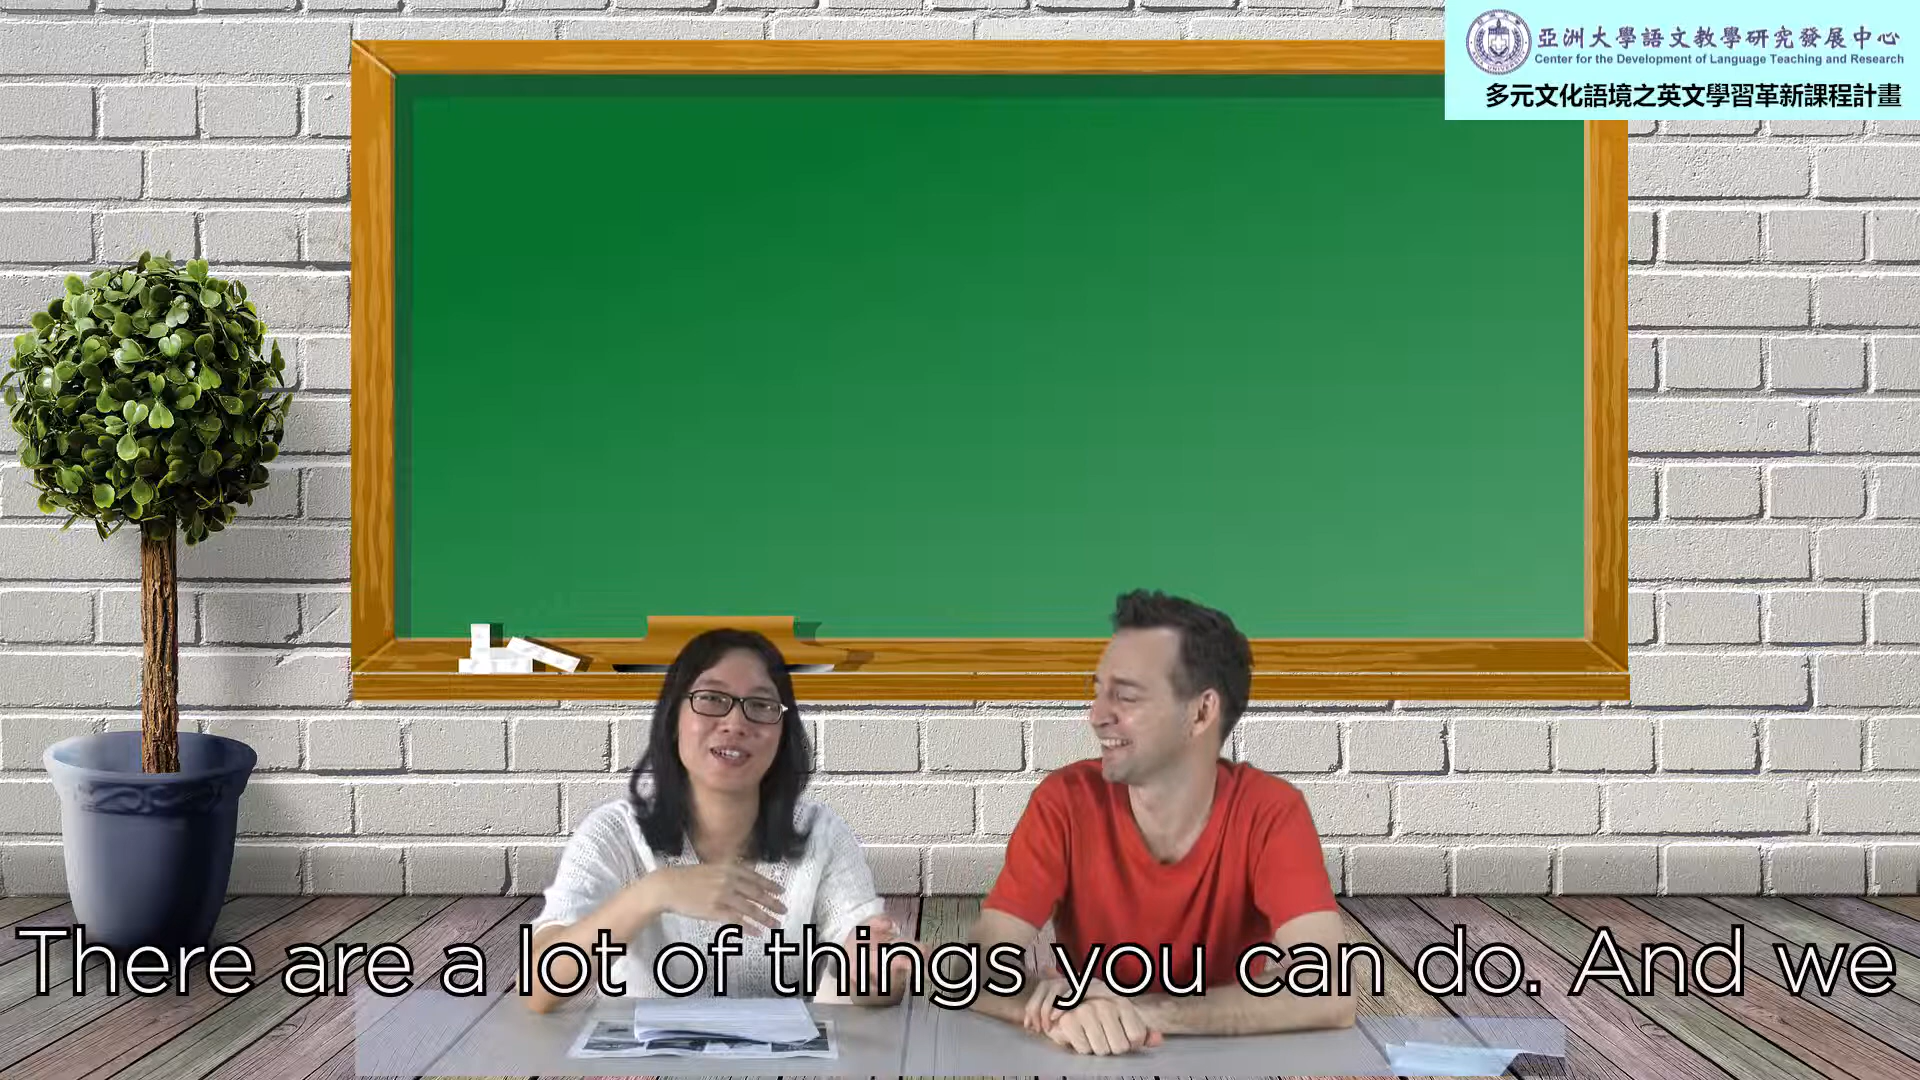 亞洲大學語文教學研究發展中心
Center for the Development of Language Teaching and Research
多元文化語境之英文學習革新課程計畫
There are a lot of things you can do. And we